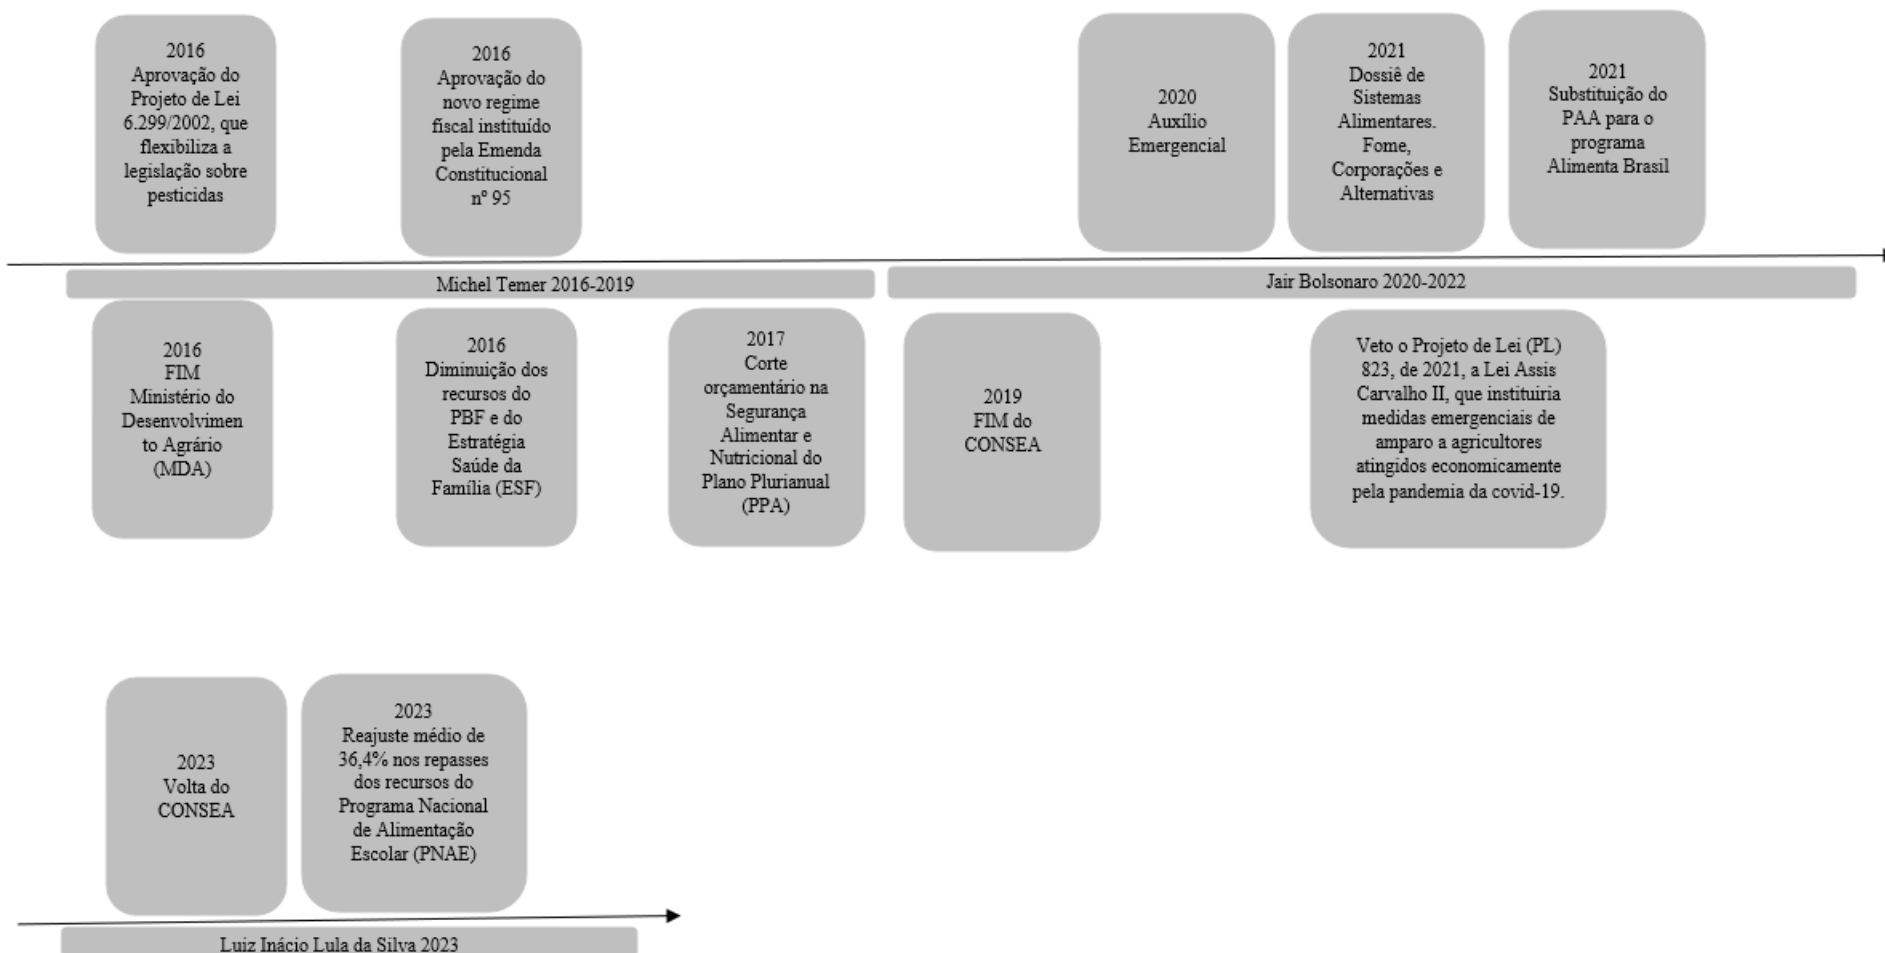 2016
Aprovação do
Projeto de Lei
6.299/2002, que
flexibiliza a
legislação sobre
pesticidas
2016
Aprovação do
novo regime
fiscal instituído
pela Emenda
Constitucional
nº 95
2020
Auxílio
Emergencial
2021
Dossiê de
Sistemas
Alimentares.
Fome,
Corporações e
Alternativas
2021
Substituição do
PAA para o
programa
Alimenta Brasil
Michel Temer 2016-2019
Jair Bolsonaro 2020-2022
2016
FIM
Ministério do
Desenvolvimen
to Agrário
(MDA)
2016
Diminuição dos
recursos do
PBF e do
Estratégia
Saúde da
Família (ESF)
2017
Corte
orçamentário na
Segurança
Alimentar e
Nutricional do
Plano Plurianual
(PPA)
2019
FIM do
CONSEA
Veto o Projeto de Lei (PL)
823, de 2021, a Lei Assis
Carvalho II, que instituiria
medidas emergenciais de
amparo a agricultores
atingidos economicamente
pela pandemia da covid-19.
2023
Volta do
CONSEA
2023
Reajuste médio de
36,4% nos repasses
dos recursos do
Programa Nacional
de Alimentação
Escolar (PNAE)
Luiz Inácio Lula da Silva 2023